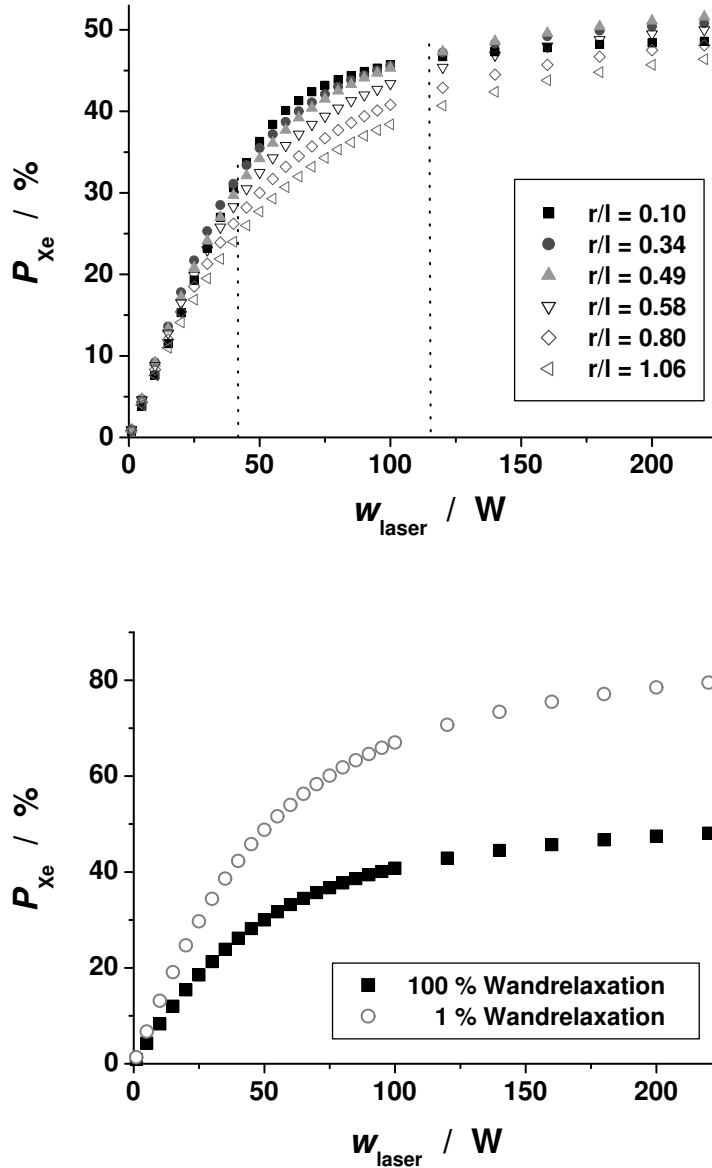 50
40
30
20
10
0
P Xe / %
r/l = 0.10
r/l = 0.34
r/l = 0.49
r/l = 0.58
r/l = 0.80
r/l = 1.06
0 50 100 150 200
w laser / W
80
60
40
20
0
P Xe / %
100 % Wandrelaxation
1 % Wandrelaxation
0 50 100 150 200
w laser / W